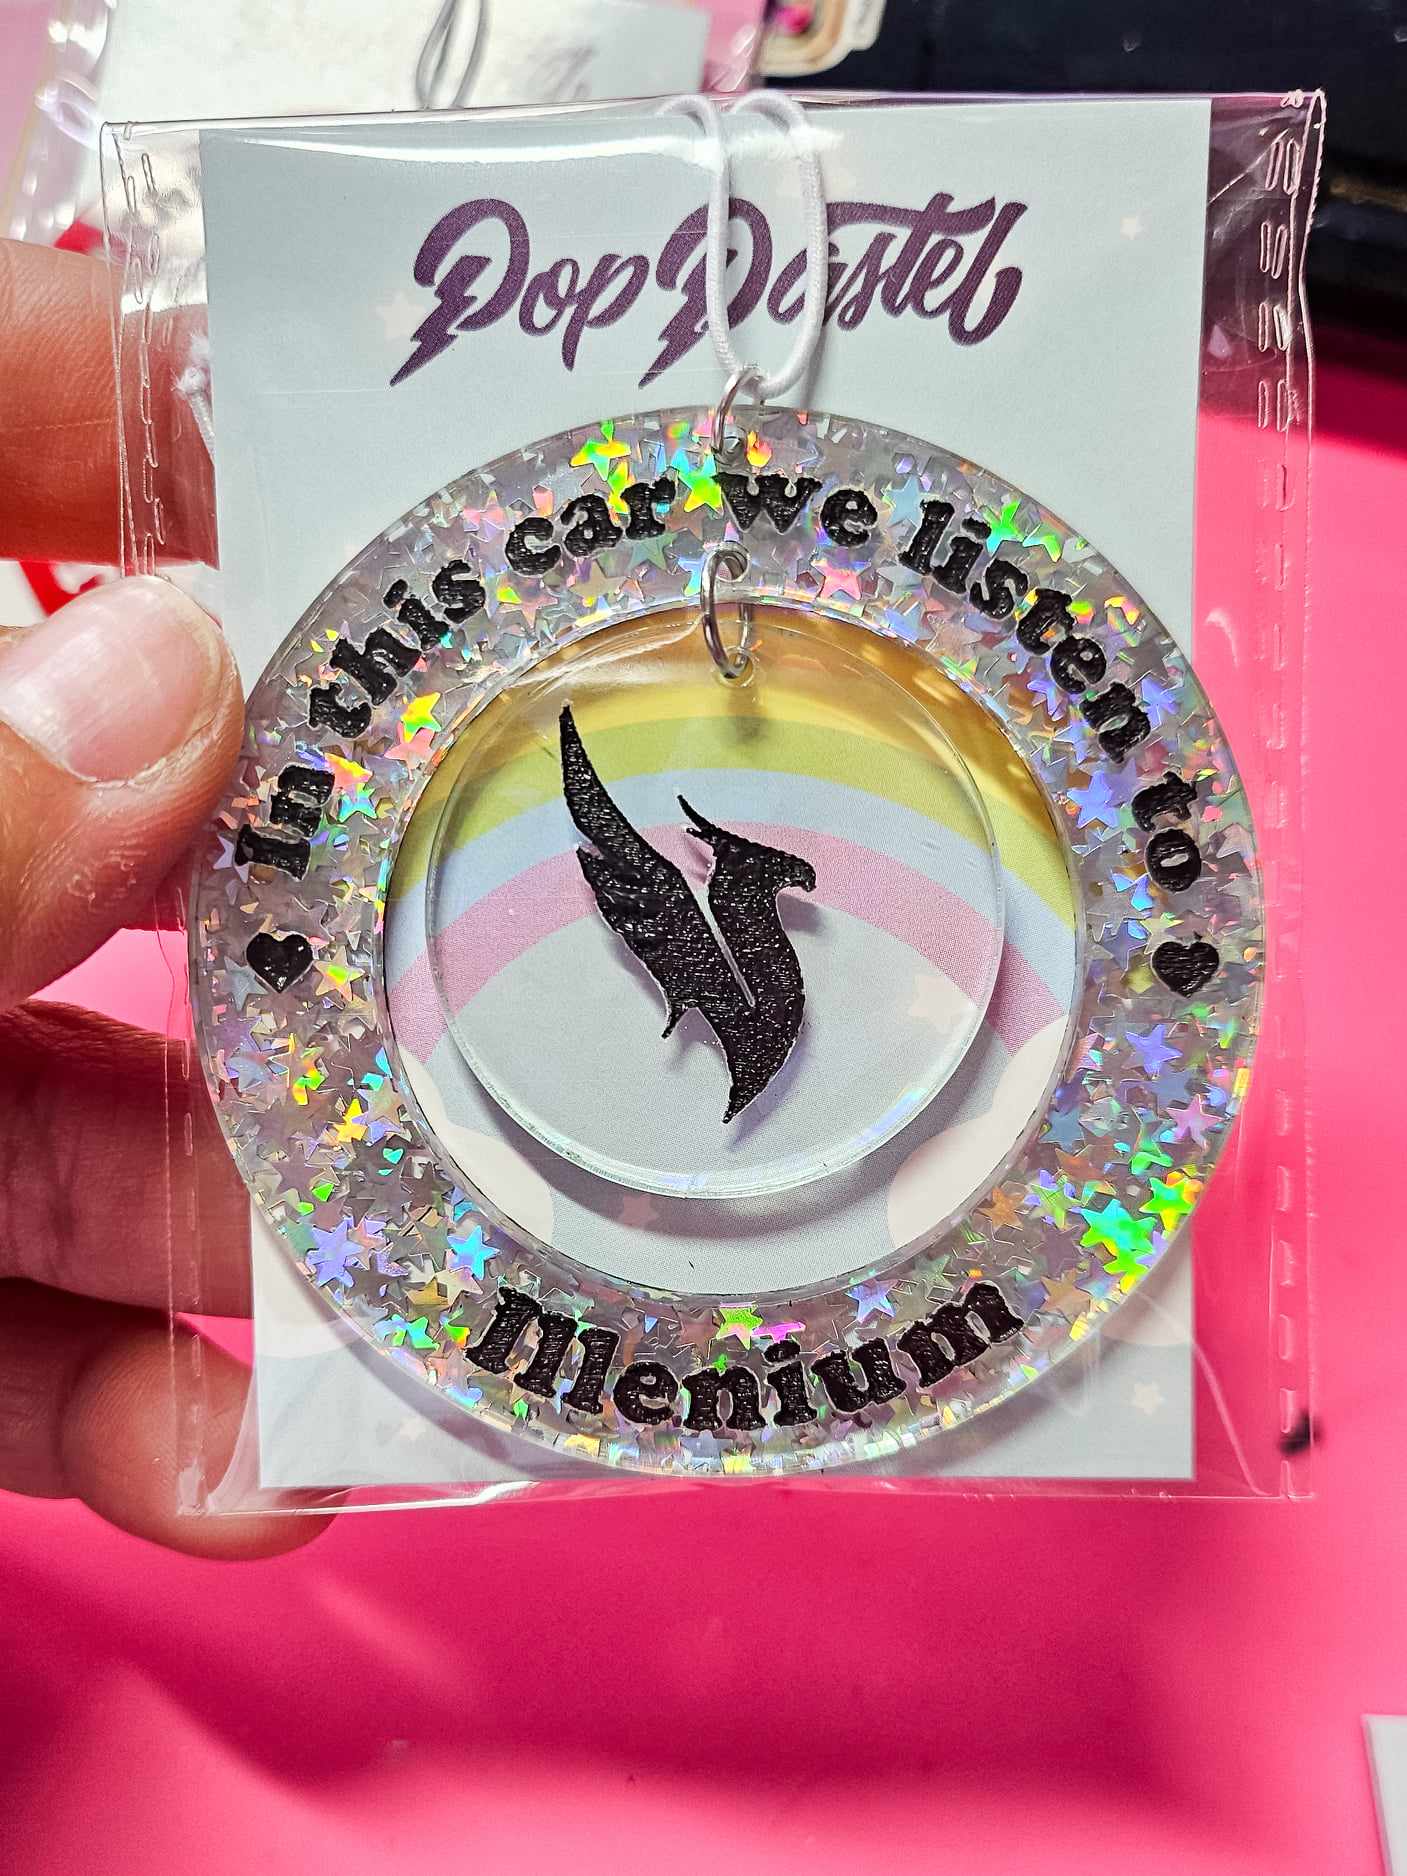 Pop Pastel
In this car we listen to
Illenium